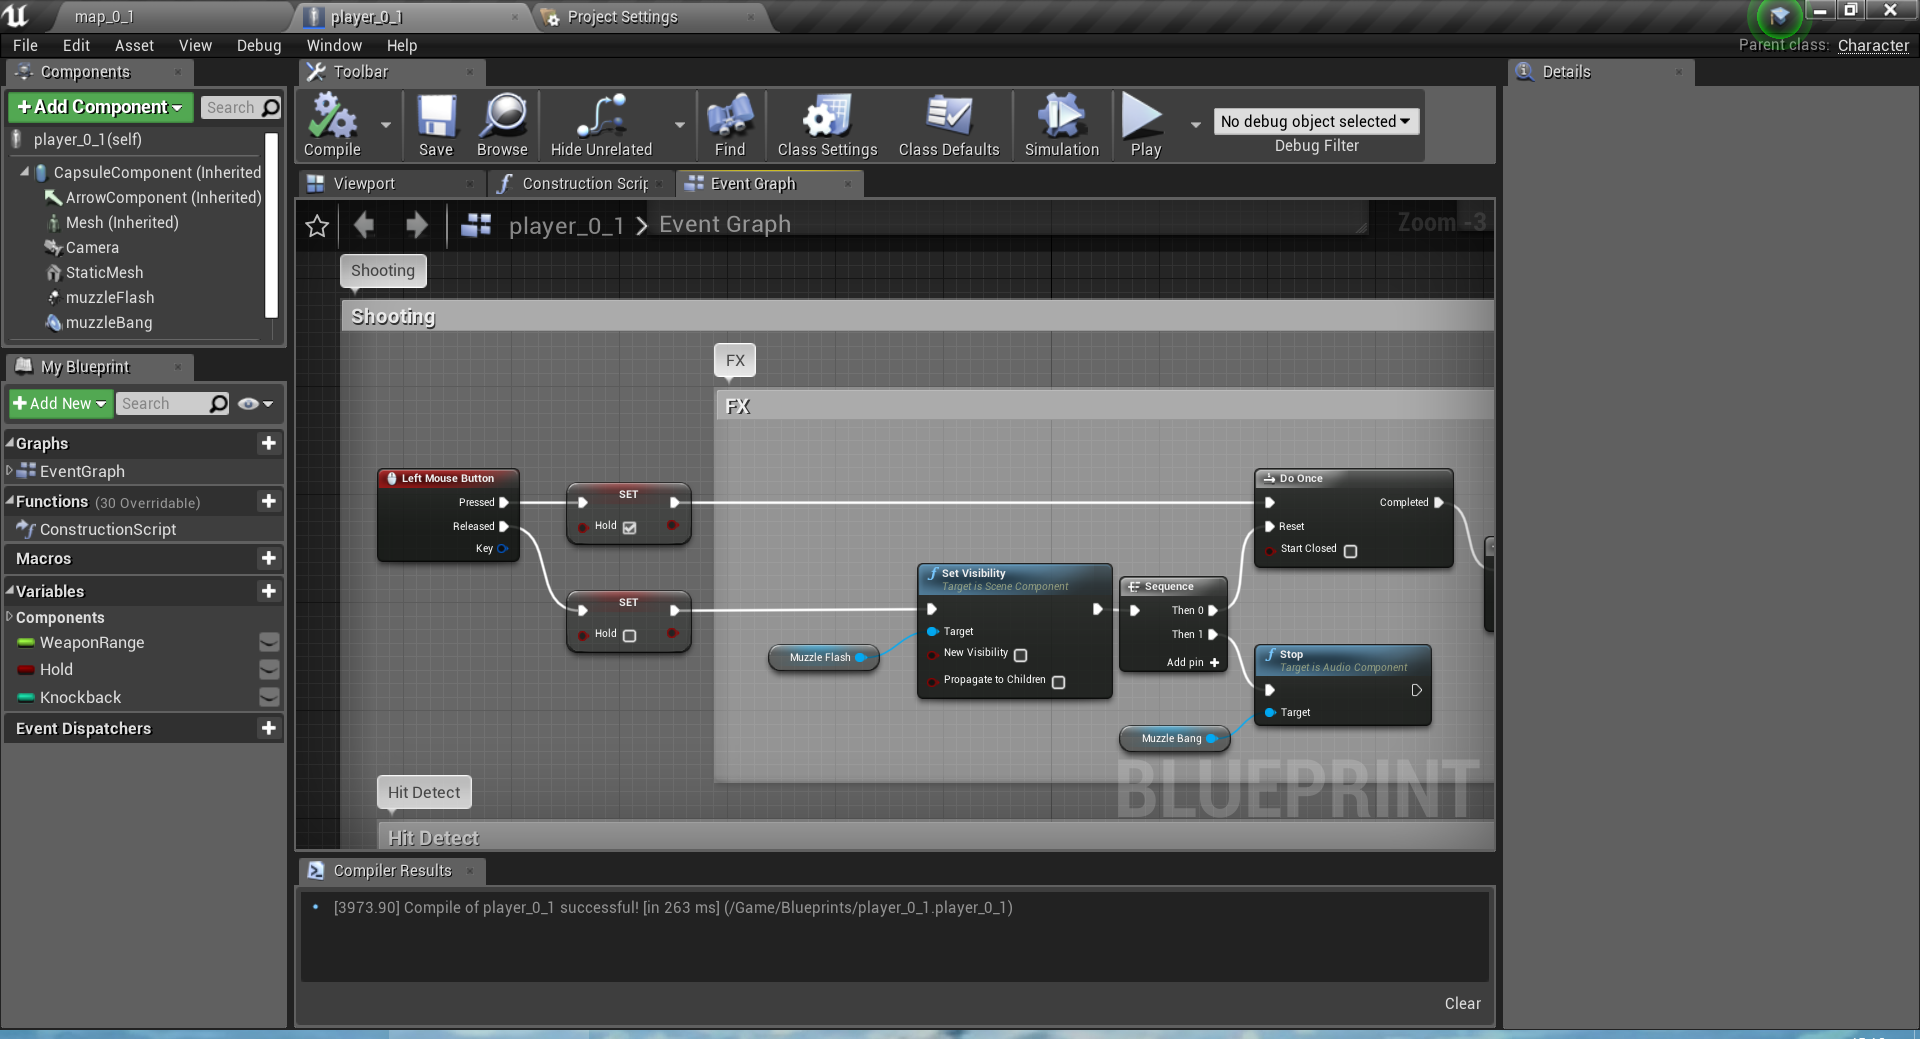 map_0_1
player_0_1
Project Settings
File
Edit
Asset
View
Debug
Window
Help
Parent class: Character
Components
Toolbar
Details
+Add Component
Search
player_0_1(self)
CapsuleComponent (Inherited
ArrowComponent (Inherited)
Mesh (Inherited)
Camera
StaticMesh
muzzleFlash
muzzleBang
Compile
Save
Browse
Hide Unrelated
Find
Class Settings
Class Defaults
Simulation
Play
No debug object selected
Debug Filter
Viewport
Construction Scrip
Event Graph
player_0_1 > Event Graph
Zoom -3
My Blueprint
+Add New
Search
Graphs
EventGraph
Functions (30 Overridable)
ConstructionScript
Macros
Variables
Components
WeaponRange
Hold
Knockback
Event Dispatchers
Shooting
Shooting
FX
FX
Left Mouse Button
Pressed
Released
Key
SET
Hold
SET
Hold
Muzzle Flash
Set Visibility
Target is Scene Component
Target
New Visibility
Propagate to Children
Sequence
Then 0
Then 1
Add pin +
Do Once
Completed
Reset
Start Closed
Stop
Target is Audio Component
Target
Muzzle Bang
BLUEPRINT
Hit Detect
Hit Detect
Compiler Results
[3973.90] Compile of player_0_1 successful! [in 263 ms] (/Game/Blueprints/player_0_1.player_0_1)
Clear